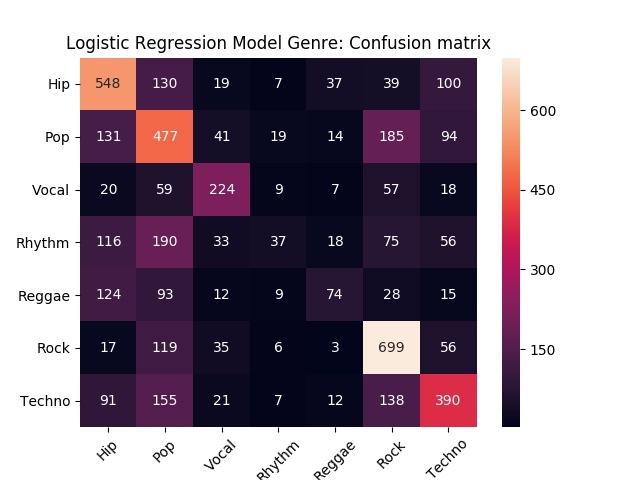 Logistic Regression Model Genre: Confusion matrix
Hip 548 130 19 7 37 39 100
Pop 131 477 41 19 14 185 94
Vocal 20 59 224 9 7 57 18
Rhythm 116 190 33 37 18 75 56
Reggae 124 93 12 9 74 28 15
Rock 17 119 35 6 3 699 56
Techno 91 155 21 7 12 138 390
Hip Pop Vocal Rhythm Reggae Rock Techno
600
450
300
150